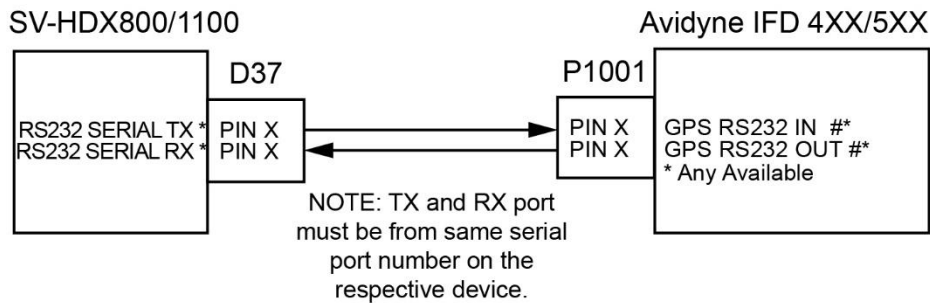 SV-HDX800/1100
Avidyne IFD 4XX/5XX
D37
P1001
RS232 SERIAL TX * PIN X
RS232 SERIAL RX * PIN X
PIN X GPS RS232 IN #*
PIN X GPS RS232 OUT #*
* Any Available
NOTE: TX and RX port
must be from same serial
port number on the
respective device.